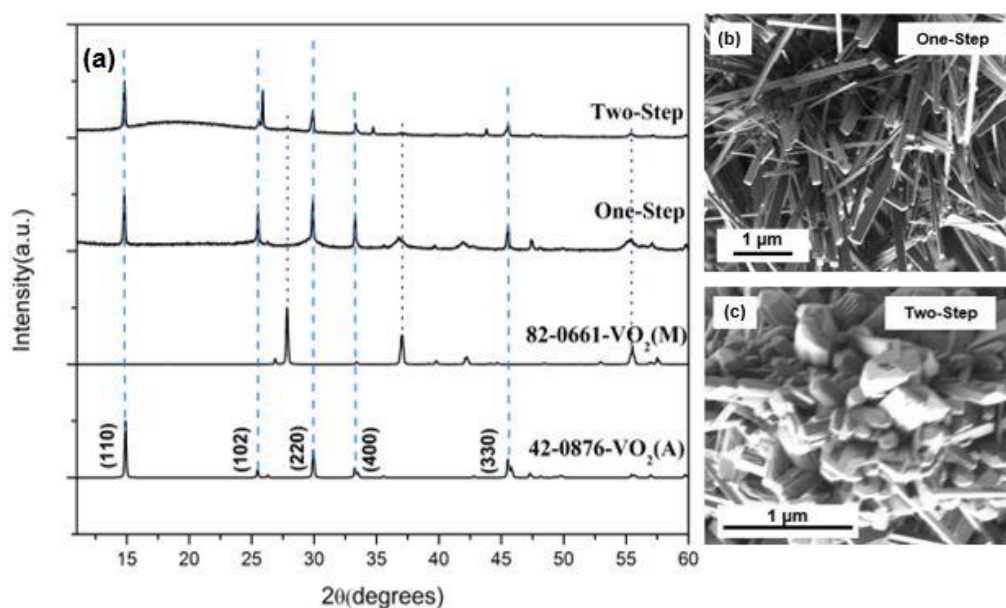 (a)
Two-Step
One-Step
82-0661-VO₂(M)
42-0876-VO₂(A)
(110)
(102)
(220)
(400)
(330)
Intensity(a.u.)
15 20 25 30 35 40 45 50 55 60
2θ(degrees)
(b) One-Step
1 µm
(c) Two-Step
1 µm